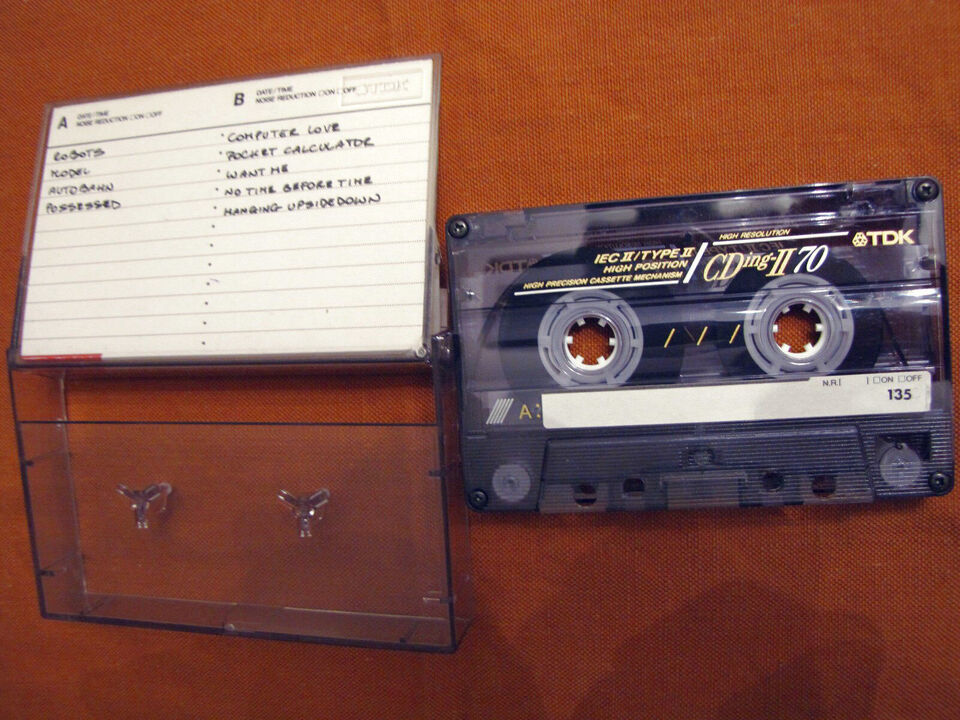 A DATE/TIME
NOISE REDUCTION □ON □OFF
B DATE/TIME
NOISE REDUCTION □ON □OFF
ROBOTS
MODEL
AUTOBAHN
POSSESSED
· COMPUTER LOVE
· POCKET CALCULATOR
· WANT ME
· NO TIME BEFORE TIME
· HANGING UPSIDEDOWN
TDK
HIGH RESOLUTION
IEC II/TYPE II
HIGH POSITION
HIGH PRECISION CASSETTE MECHANISM
CDing-II 70
N.R. □ON □OFF
A:
135